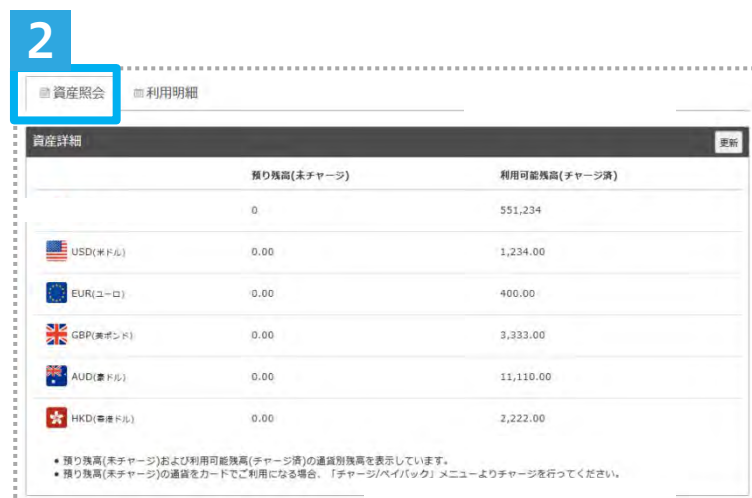 2
資産照会 利用明細
資産詳細 更新
預り残高(未チャージ) 利用可能残高(チャージ済)
0 551,234
USD(米ドル) 0.00 1,234.00
EUR(ユーロ) 0.00 400.00
GBP(英ポンド) 0.00 3,333.00
AUD(豪ドル) 0.00 11,110.00
HKD(香港ドル) 0.00 2,222.00
• 預り残高(未チャージ)および利用可能残高(チャージ済)の通貨別残高を表示しています。
• 預り残高(未チャージ)の通貨をカードでご利用になる場合、「チャージ/ペイバック」メニューよりチャージを行ってください。